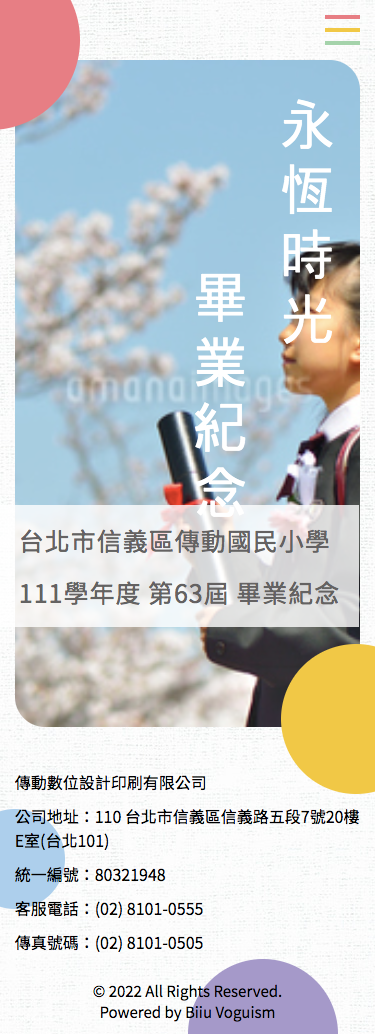 永恆時光
畢業紀念
amanaimages
台北市信義區傳動國民小學
111學年度 第63屆 畢業紀念
傳動數位設計印刷有限公司
公司地址：110 台北市信義區信義路五段7號20樓
E室(台北101)
統一編號：80321948
客服電話：(02) 8101-0555
傳真號碼：(02) 8101-0505
© 2022 All Rights Reserved.
Powered by Biiu Voguism